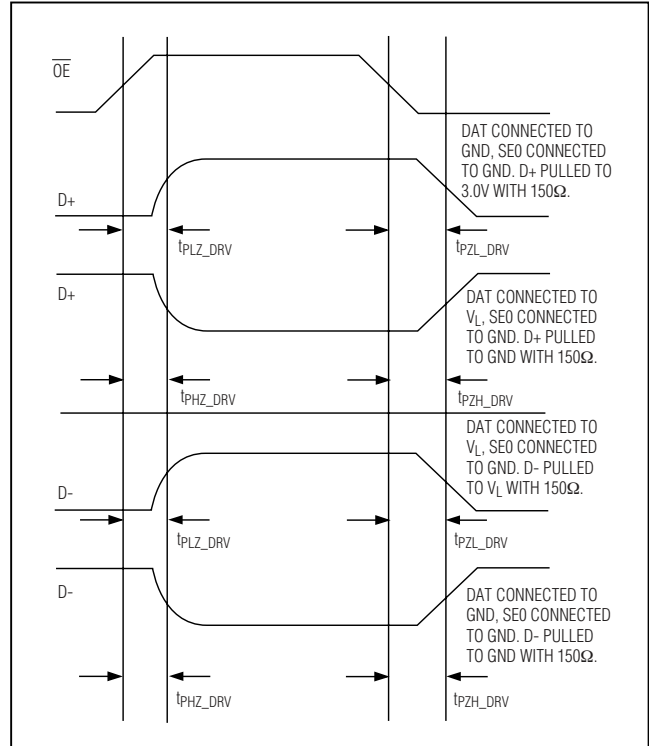 O̅E̅
DAT CONNECTED TO
GND, SE0 CONNECTED
TO GND. D+ PULLED TO
3.0V WITH 150Ω.
D+
tPLZ_DRV
tPZL_DRV
D+
DAT CONNECTED TO
VL, SE0 CONNECTED
TO GND. D+ PULLED
TO GND WITH 150Ω.
tPHZ_DRV
tPZH_DRV
DAT CONNECTED TO
VL, SE0 CONNECTED
TO GND. D- PULLED
TO VL WITH 150Ω.
D-
tPLZ_DRV
tPZL_DRV
D-
DAT CONNECTED TO
GND, SE0 CONNECTED
TO GND. D- PULLED
TO GND WITH 150Ω.
tPHZ_DRV
tPZH_DRV